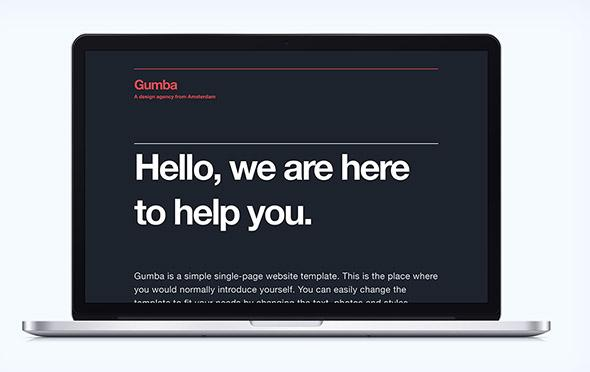 Gumba
A design agency from Amsterdam
Hello, we are here
to help you.
Gumba is a simple single-page website template. This is the place where
you would normally introduce yourself. You can easily change the
template to fit your needs by changing the text, photos and styles